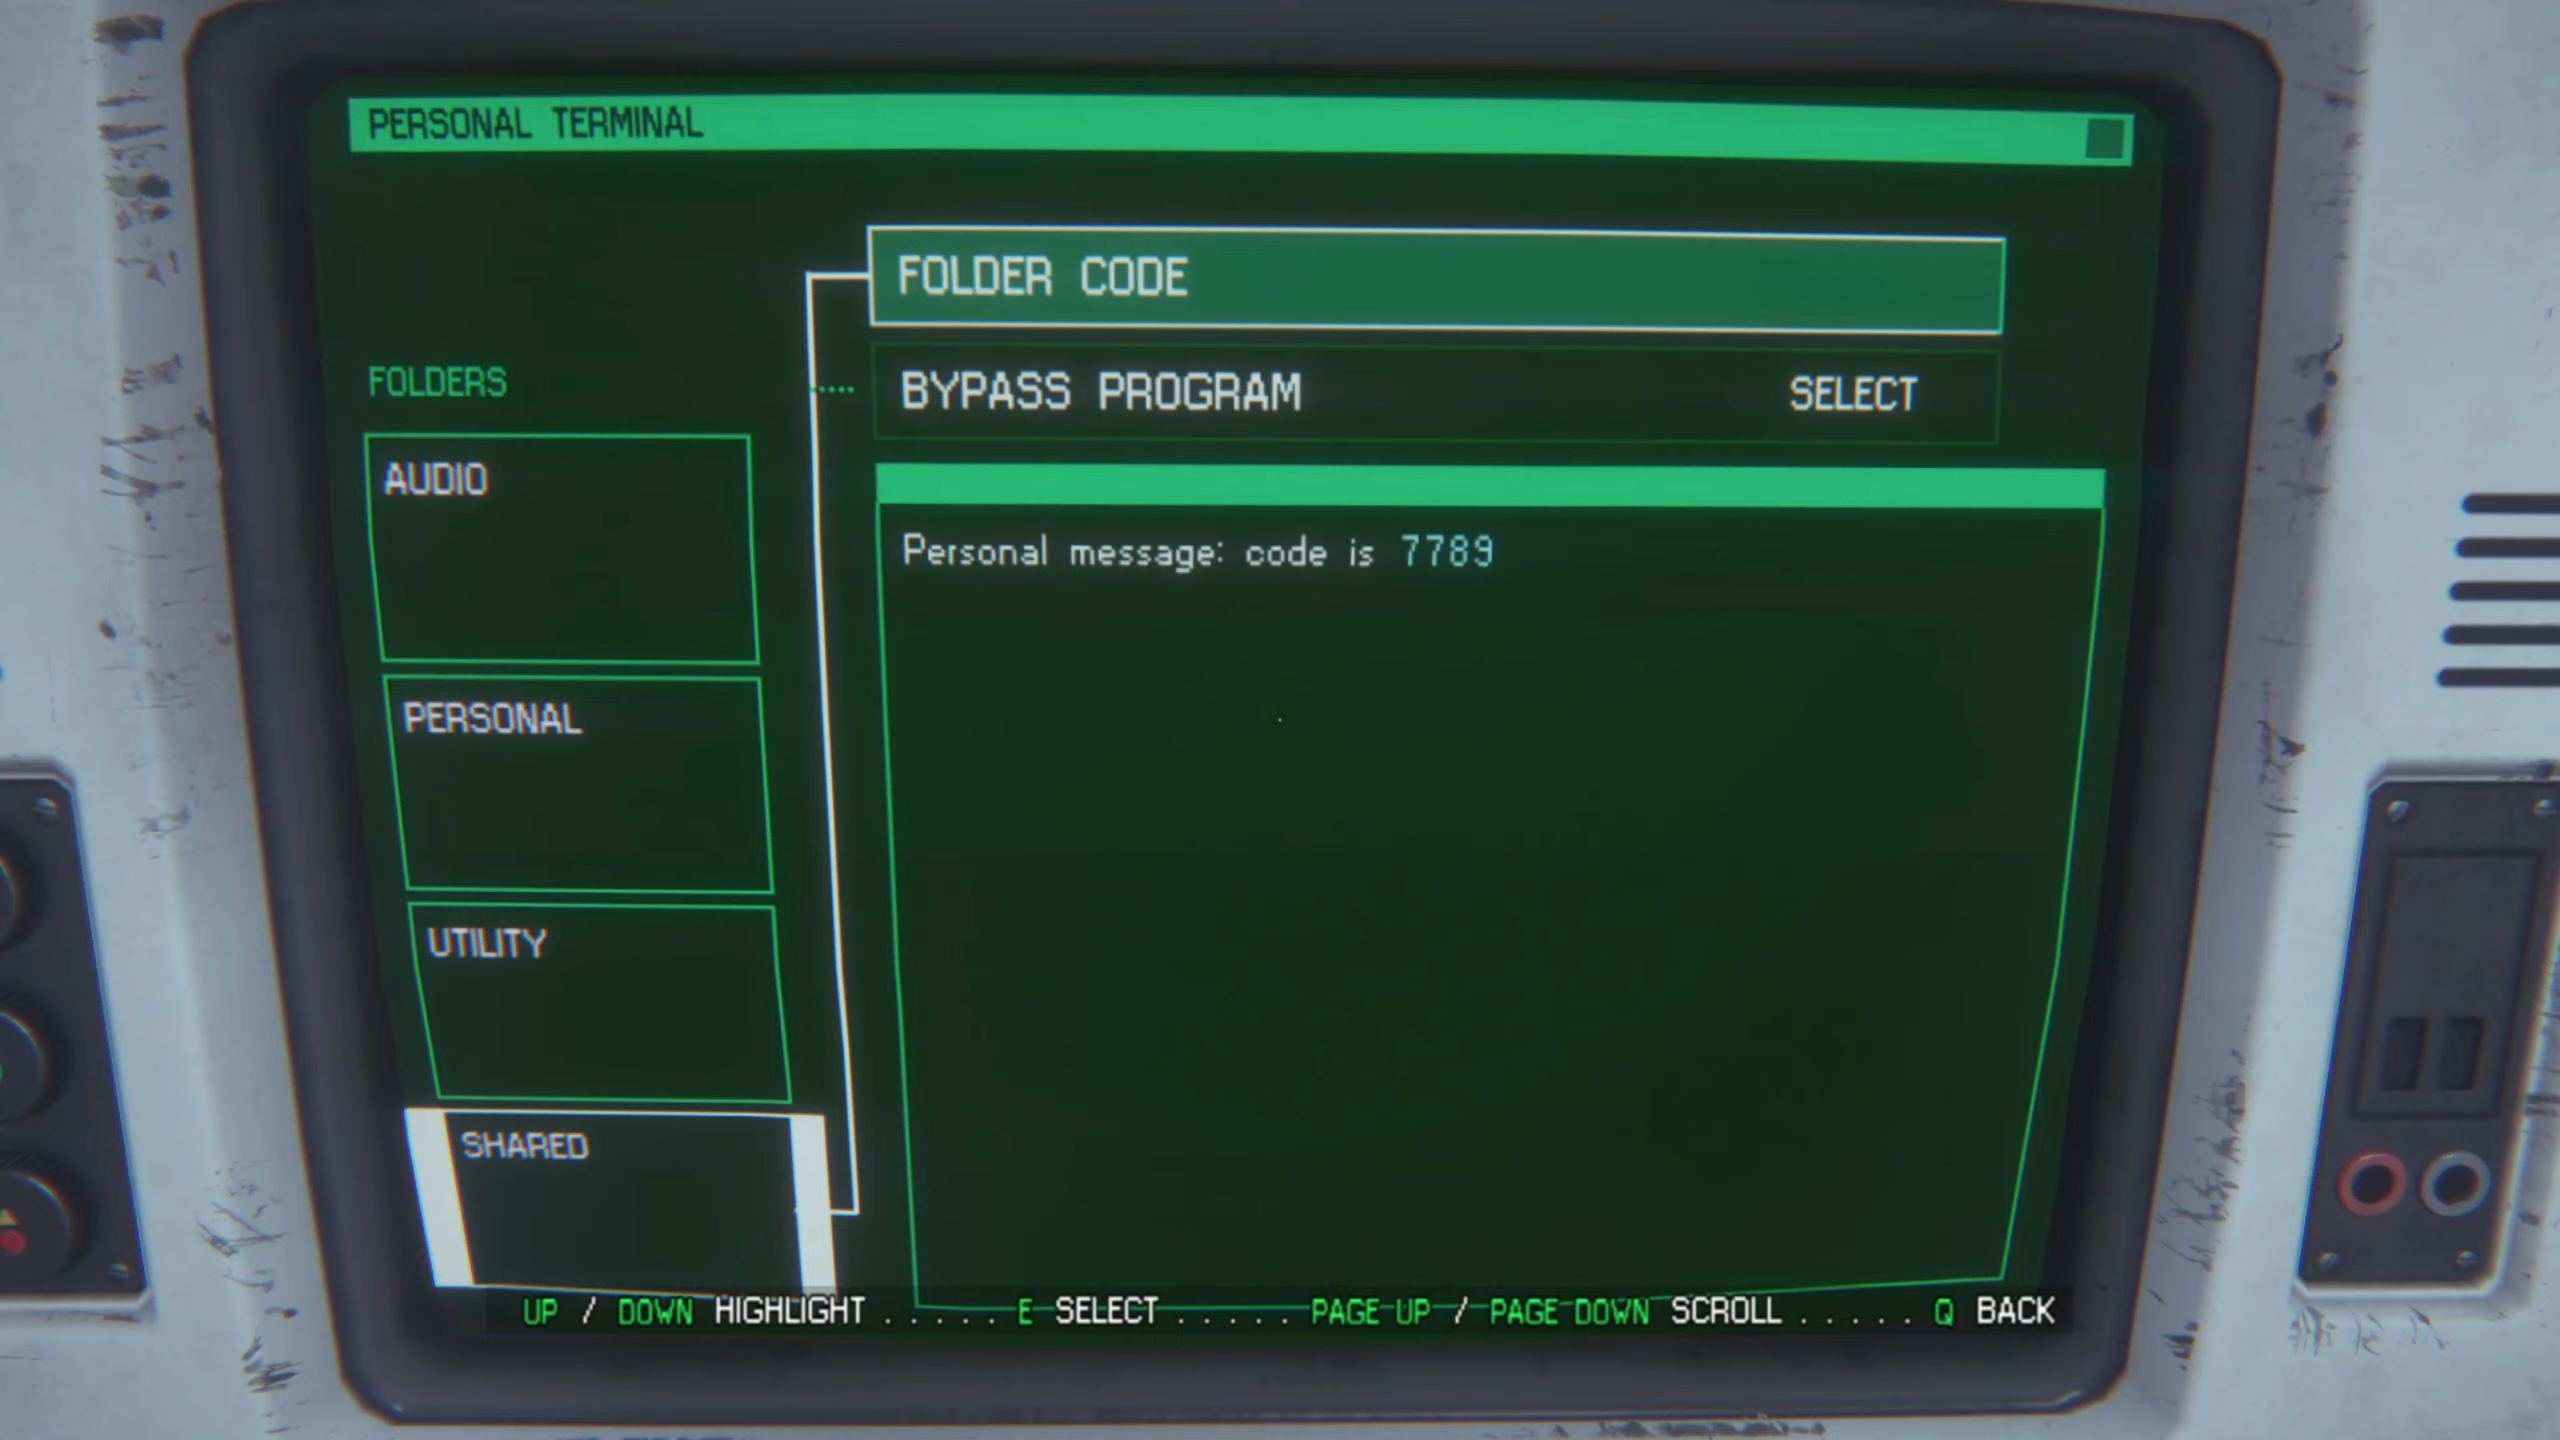 PERSONAL TERMINAL
FOLDER CODE
BYPASS PROGRAM SELECT
FOLDERS
AUDIO
PERSONAL
UTILITY
SHARED
Personal message: code is 7789
UP / DOWN HIGHLIGHT . . . . . E SELECT . . . . . PAGE UP / PAGE DOWN SCROLL . . . . . Q BACK